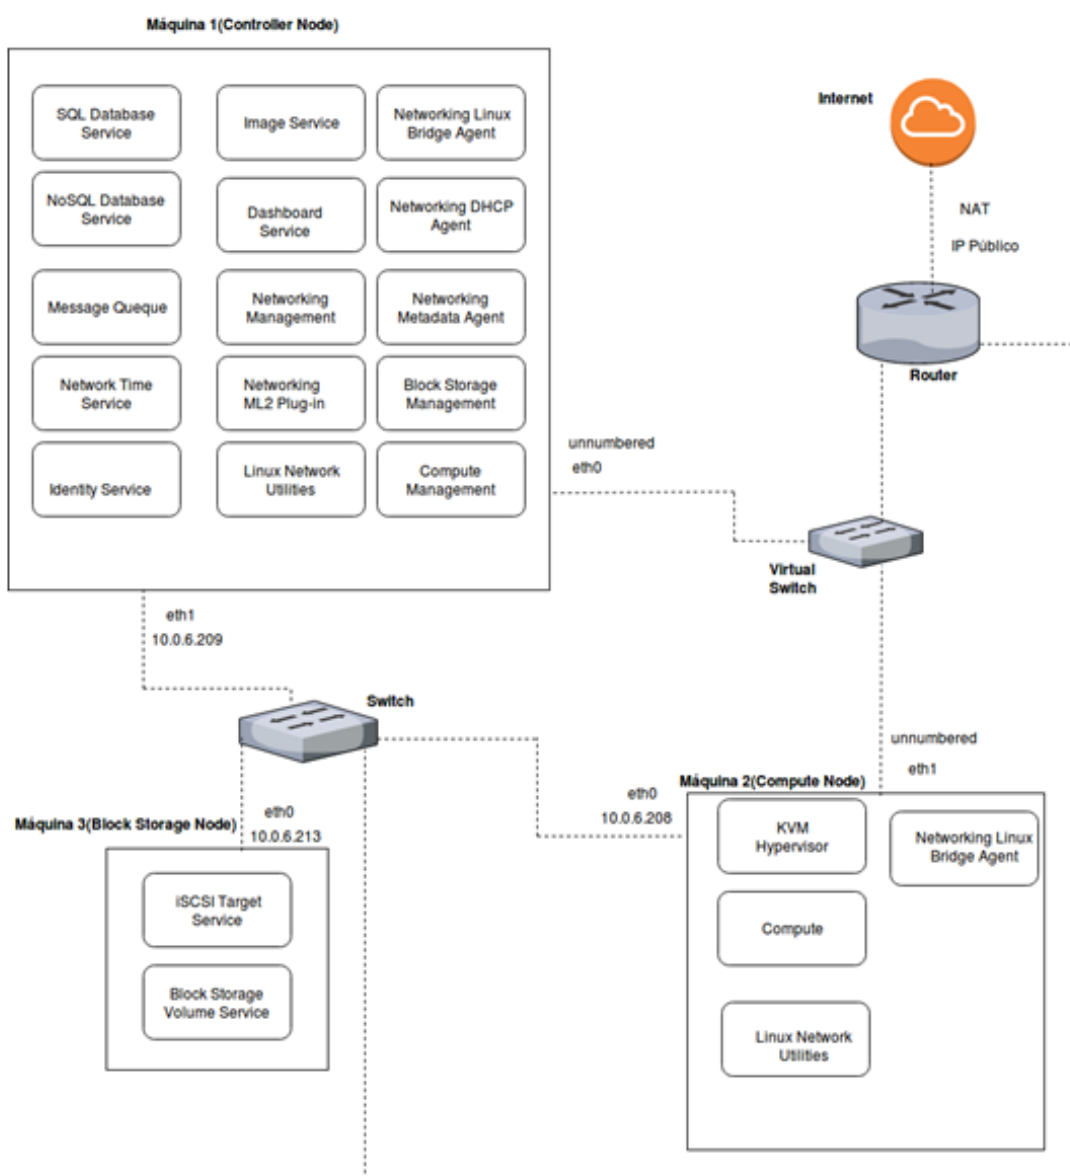 Máquina 1(Controller Node)
SQL Database
Service
Image Service
Networking Linux
Bridge Agent
NoSQL Database
Service
Dashboard
Service
Networking DHCP
Agent
Message Queque
Networking
Management
Networking
Metadata Agent
Network Time
Service
Networking
ML2 Plug-in
Block Storage
Management
Identity Service
Linux Network
Utilities
Compute
Management
Internet
NAT
IP Público
Router
unnumbered
eth0
Virtual
Switch
eth1
10.0.6.209
Switch
unnumbered
eth1
eth0
10.0.6.213
Máquina 3(Block Storage Node)
iSCSI Target
Service
Block Storage
Volume Service
eth0
10.0.6.208
Máquina 2(Compute Node)
KVM
Hypervisor
Networking Linux
Bridge Agent
Compute
Linux Network
Utilities